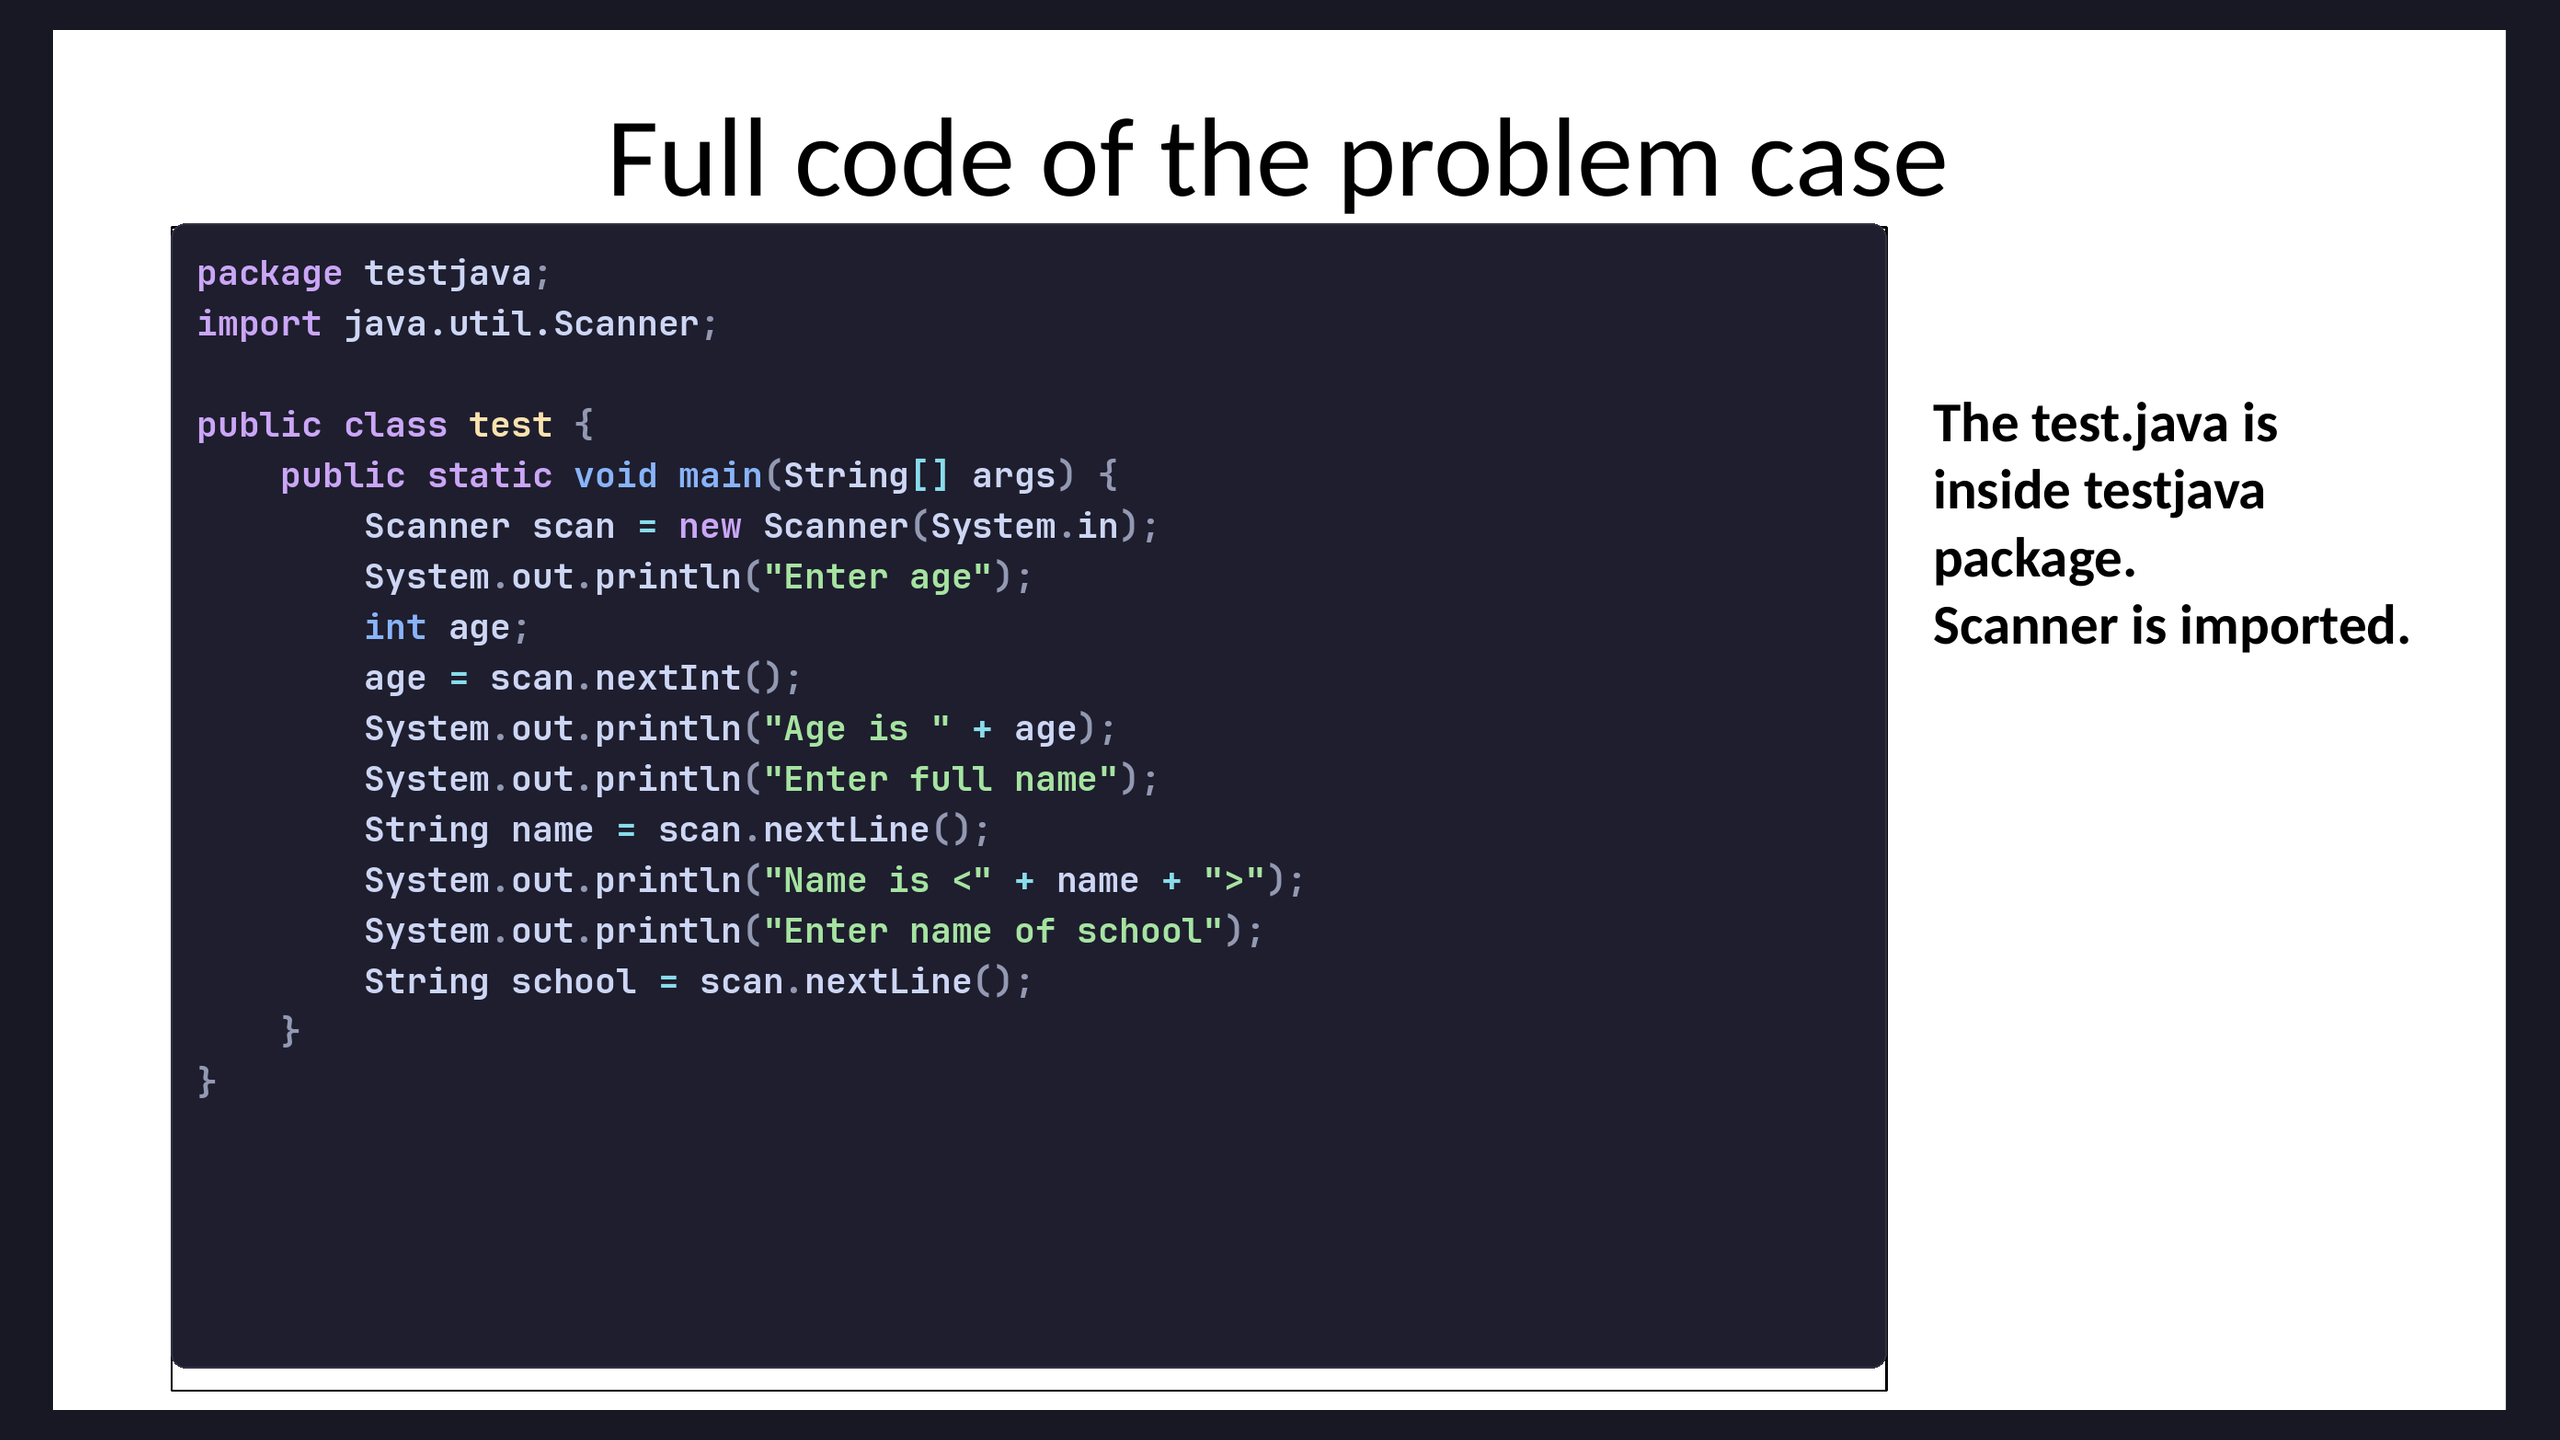 Full code of the problem case
package testjava;
import java.util.Scanner;
public class test {
    public static void main(String[] args) {
        Scanner scan = new Scanner(System.in);
        System.out.println("Enter age");
        int age;
        age = scan.nextInt();
        System.out.println("Age is " + age);
        System.out.println("Enter full name");
        String name = scan.nextLine();
        System.out.println("Name is <" + name + ">");
        System.out.println("Enter name of school");
        String school = scan.nextLine();
    }
}
The test.java is
inside testjava
package.
Scanner is imported.